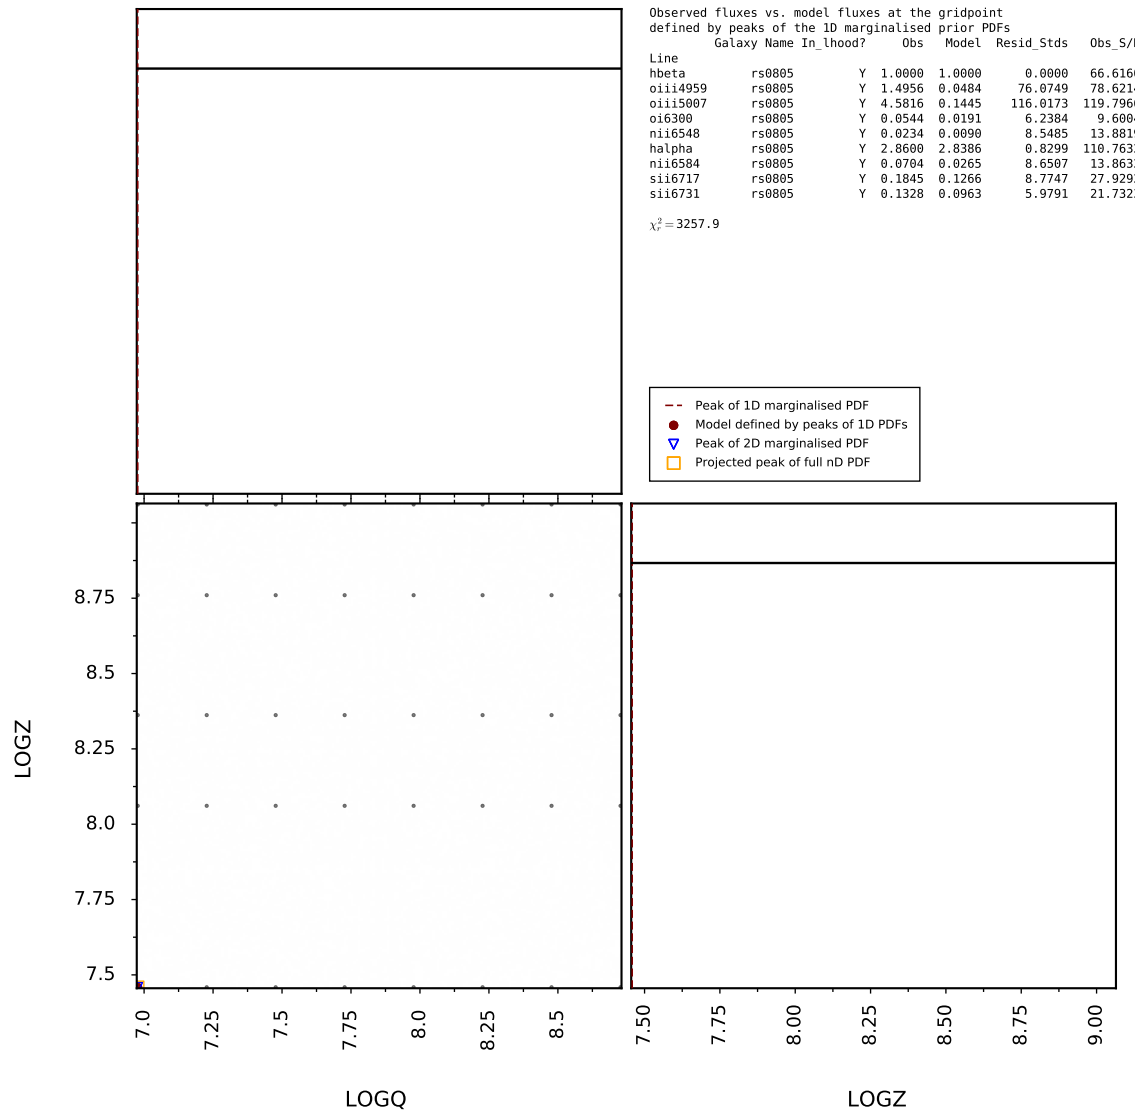 Observed fluxes vs. model fluxes at the gridpoint
defined by peaks of the 1D marginalised prior PDFs
Galaxy Name In_lhood? Obs Model Resid_Stds Obs_S/
Line
hbeta rs0805 Y 1.0000 1.0000 0.0000 66.616
oiii4959 rs0805 Y 1.4956 0.0484 76.0749 78.621
oiii5007 rs0805 Y 4.5816 0.1445 116.0173 119.796
oi6300 rs0805 Y 0.0544 0.0191 6.2384 9.600
nii6548 rs0805 Y 0.0234 0.0090 8.5485 13.881
halpha rs0805 Y 2.8600 2.8386 0.8299 110.763
nii6584 rs0805 Y 0.0704 0.0265 8.6507 13.863
sii6717 rs0805 Y 0.1845 0.1266 8.7747 27.929
sii6731 rs0805 Y 0.1328 0.0963 5.9791 21.732
χ²ᵣ = 3257.9
Peak of 1D marginalised PDF
Model defined by peaks of 1D PDFs
Peak of 2D marginalised PDF
Projected peak of full nD PDF
LOGZ
8.75
8.5
8.25
8.0
7.75
7.5
7.0 7.25 7.5 7.75 8.0 8.25 8.5
LOGQ
7.50 7.75 8.00 8.25 8.50 8.75 9.00
LOGZ